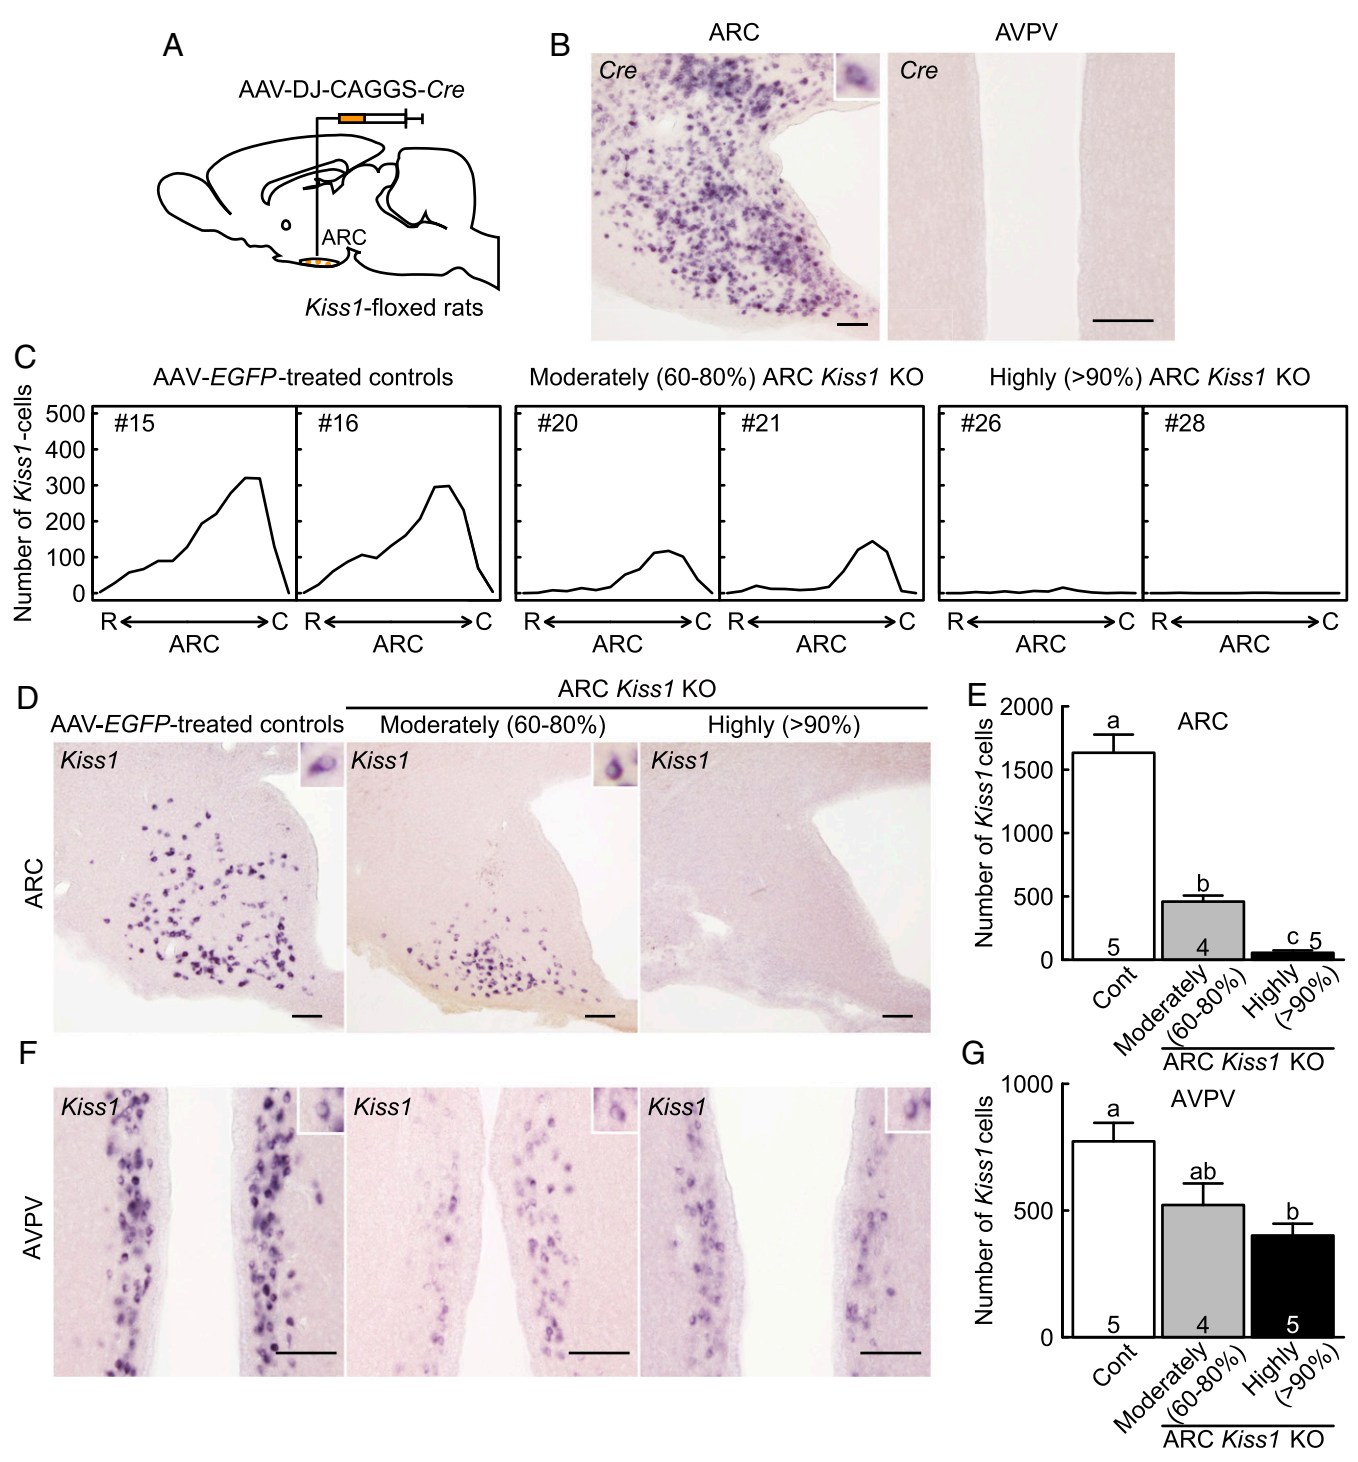 A
AAV-DJ-CAGGS-Cre
ARC
Kiss1-floxed rats
B
ARC
AVPV
Cre
Cre
C
AAV-EGFP-treated controls
Moderately (60-80%) ARC Kiss1 KO
Highly (>90%) ARC Kiss1 KO
Number of Kiss1-cells
500
400
300
200
100
0
#15
#16
#20
#21
#26
#28
R C
R C
R C
R C
R C
R C
ARC
ARC
ARC
ARC
ARC
ARC
D
ARC Kiss1 KO
AAV-EGFP-treated controls
Moderately (60-80%)
Highly (>90%)
ARC
Kiss1
Kiss1
Kiss1
E
ARC
Number of Kiss1 cells
2000
1500
1000
500
0
a
b
c
5
4
5
Cont
Moderately
(60-80%)
Highly
(>90%)
ARC Kiss1 KO
F
AVPV
Kiss1
Kiss1
Kiss1
G
AVPV
Number of Kiss1 cells
1000
500
0
a
ab
b
5
4
5
Cont
Moderately
(60-80%)
Highly
(>90%)
ARC Kiss1 KO